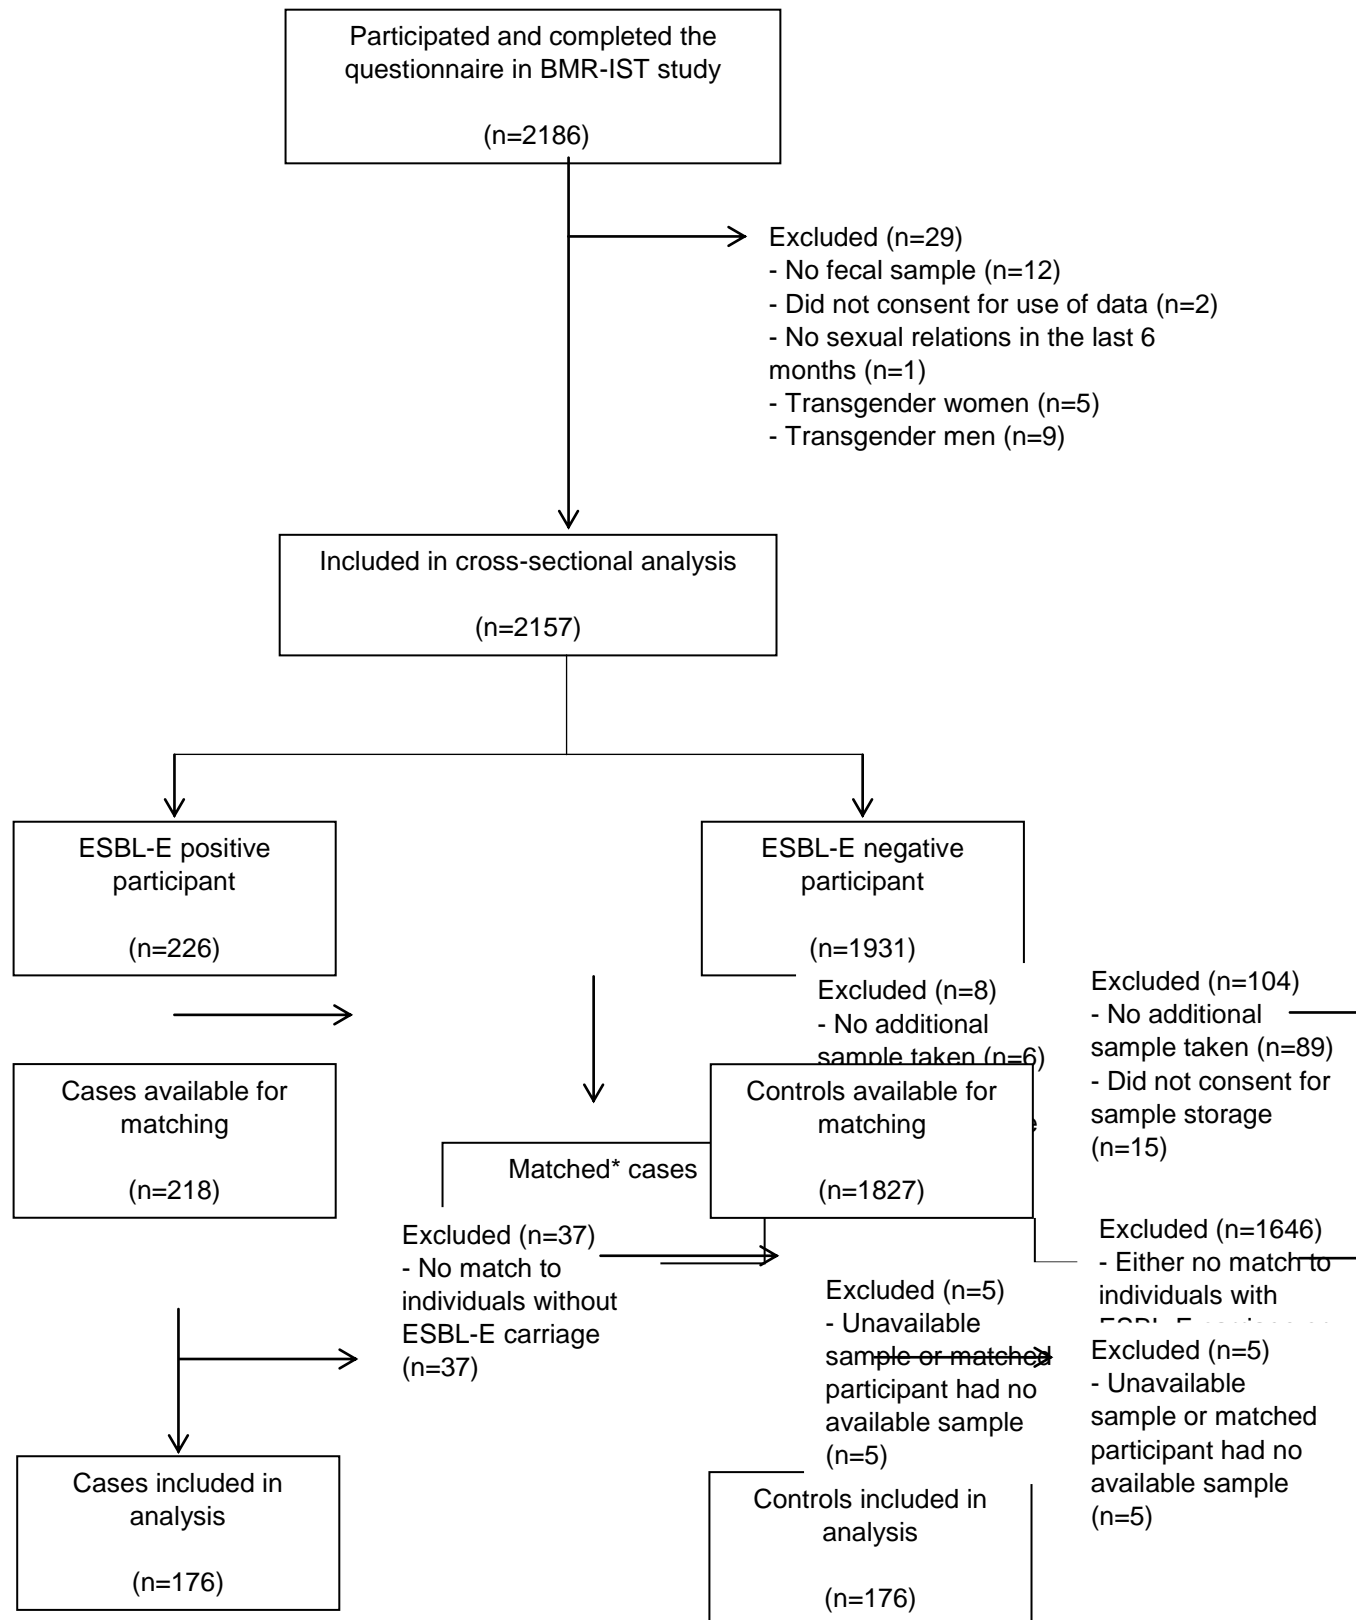 Participated and completed the
questionnaire in BMR-IST study
(n=2186)
Excluded (n=29)
- No fecal sample (n=12)
- Did not consent for use of data (n=2)
- No sexual relations in the last 6
months (n=1)
- Transgender women (n=5)
- Transgender men (n=9)
Included in cross-sectional analysis
(n=2157)
ESBL-E positive
participant
(n=226)
ESBL-E negative
participant
(n=1931)
Excluded (n=8)
- No additional
sample taken (n=6)
Excluded (n=104)
- No additional
sample taken (n=89)
- Did not consent for
sample storage
(n=15)
Cases available for
matching
(n=218)
Controls available for
matching
(n=1827)
Matched* cases
Excluded (n=37)
- No match to
individuals without
ESBL-E carriage
(n=37)
Excluded (n=1646)
- Either no match to
individuals with
Excluded (n=5)
- Unavailable
sample or matched
participant had no
available sample
(n=5)
Excluded (n=5)
- Unavailable
sample or matched
participant had no
available sample
(n=5)
Cases included in
analysis
(n=176)
Controls included in
analysis
(n=176)